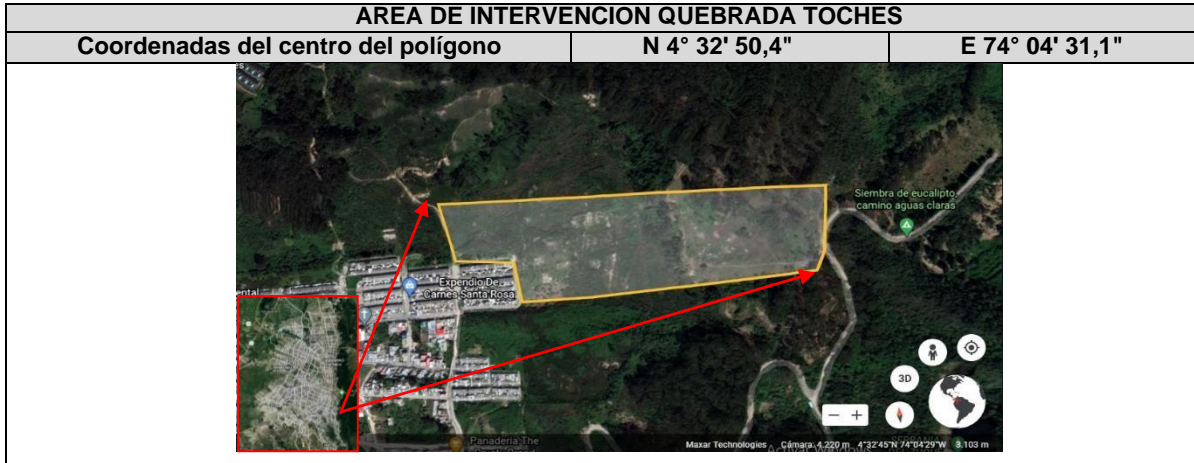 AREA DE INTERVENCION QUEBRADA TOCHES
Coordenadas del centro del polígono N 4° 32' 50,4" E 74° 04' 31,1"
Siembra de eucalipto,
camino aguas claras
Expendio De
Carnes Santa Rosa
ental
3D
Panaderia The
Maxar Technologies Cámara: 4.220 m 4°32'45"N 74°04'29"W 3.103 m